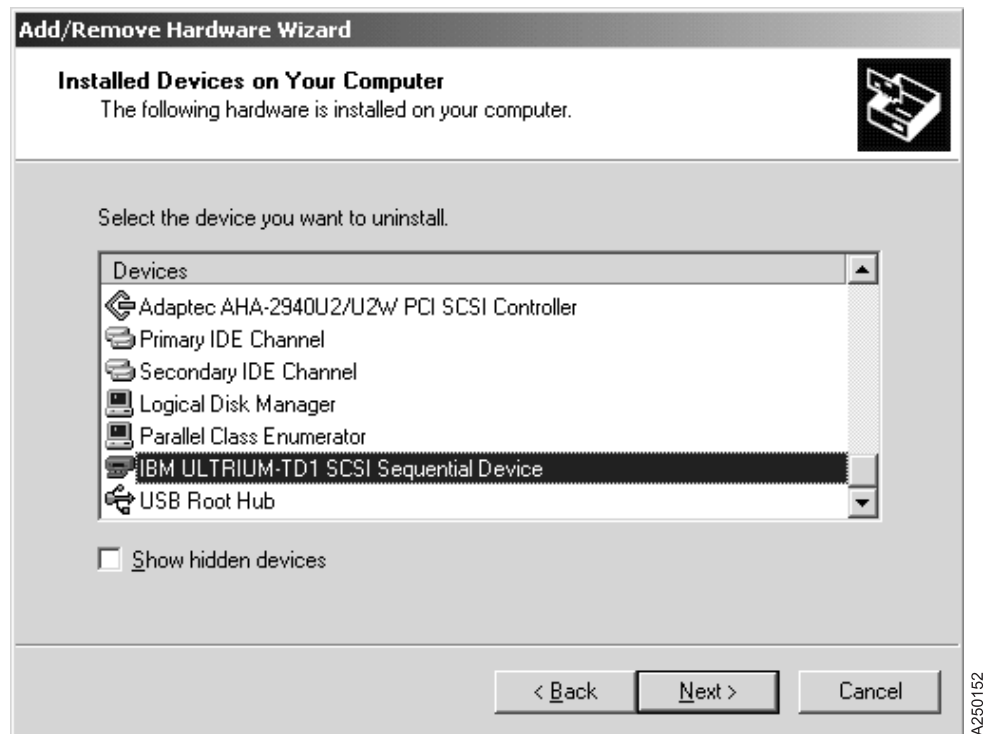 Add/Remove Hardware Wizard
Installed Devices on Your Computer
The following hardware is installed on your computer.
Select the device you want to uninstall.
Devices
Adaptec AHA-2940U2/U2W PCI SCSI Controller
Primary IDE Channel
Secondary IDE Channel
Logical Disk Manager
Parallel Class Enumerator
IBM ULTRIUM-TD1 SCSI Sequential Device
USB Root Hub
Show hidden devices
< Back Next > Cancel
A250152